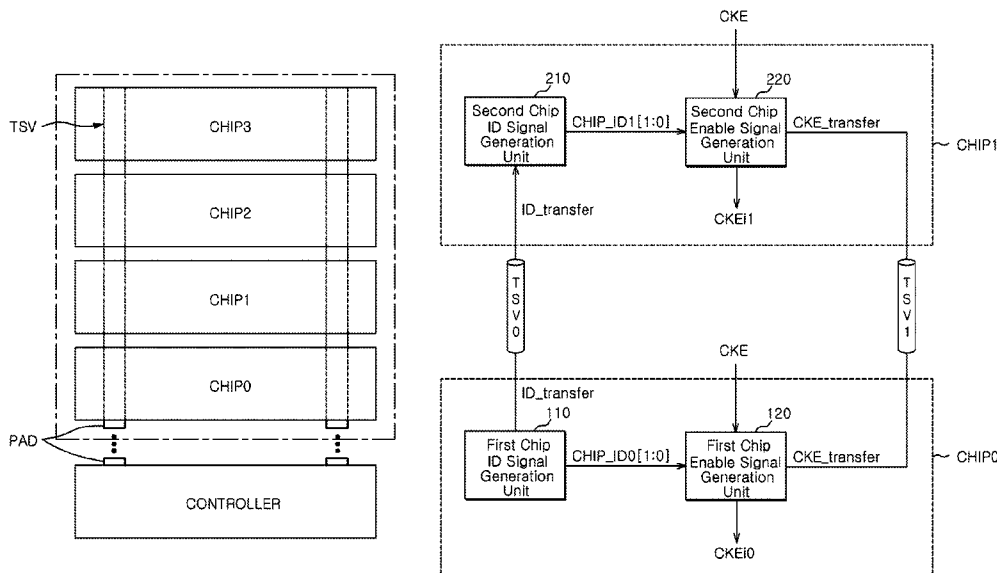 TSV
CHIP3
CHIP2
CHIP1
CHIP0
PAD
CONTROLLER
CKE
210
Second Chip
ID Signal
Generation
Unit
CHIP_ID1[1:0]
220
Second Chip
Enable Signal
Generation
Unit
CKE_transfer
CHIP1
ID_transfer
CKEi1
TSV0
TSV1
CKE
ID_transfer
110
First Chip
ID Signal
Generation
Unit
CHIP_ID0[1:0]
120
First Chip
Enable Signal
Generation
Unit
CKE_transfer
CHIP0
CKEi0